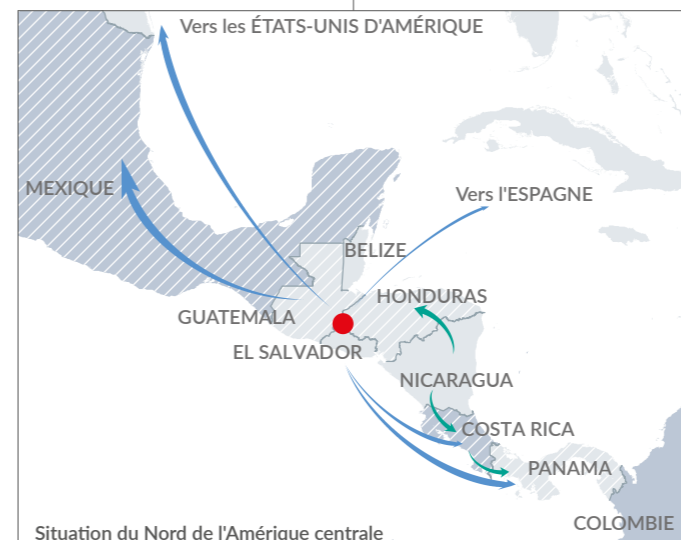 Vers les ÉTATS-UNIS D'AMÉRIQUE
MEXIQUE
Vers l'ESPAGNE
BELIZE
HONDURAS
GUATEMALA
EL SALVADOR
NICARAGUA
COSTA RICA
PANAMA
COLOMBIE
Situation du Nord de l'Amérique centrale